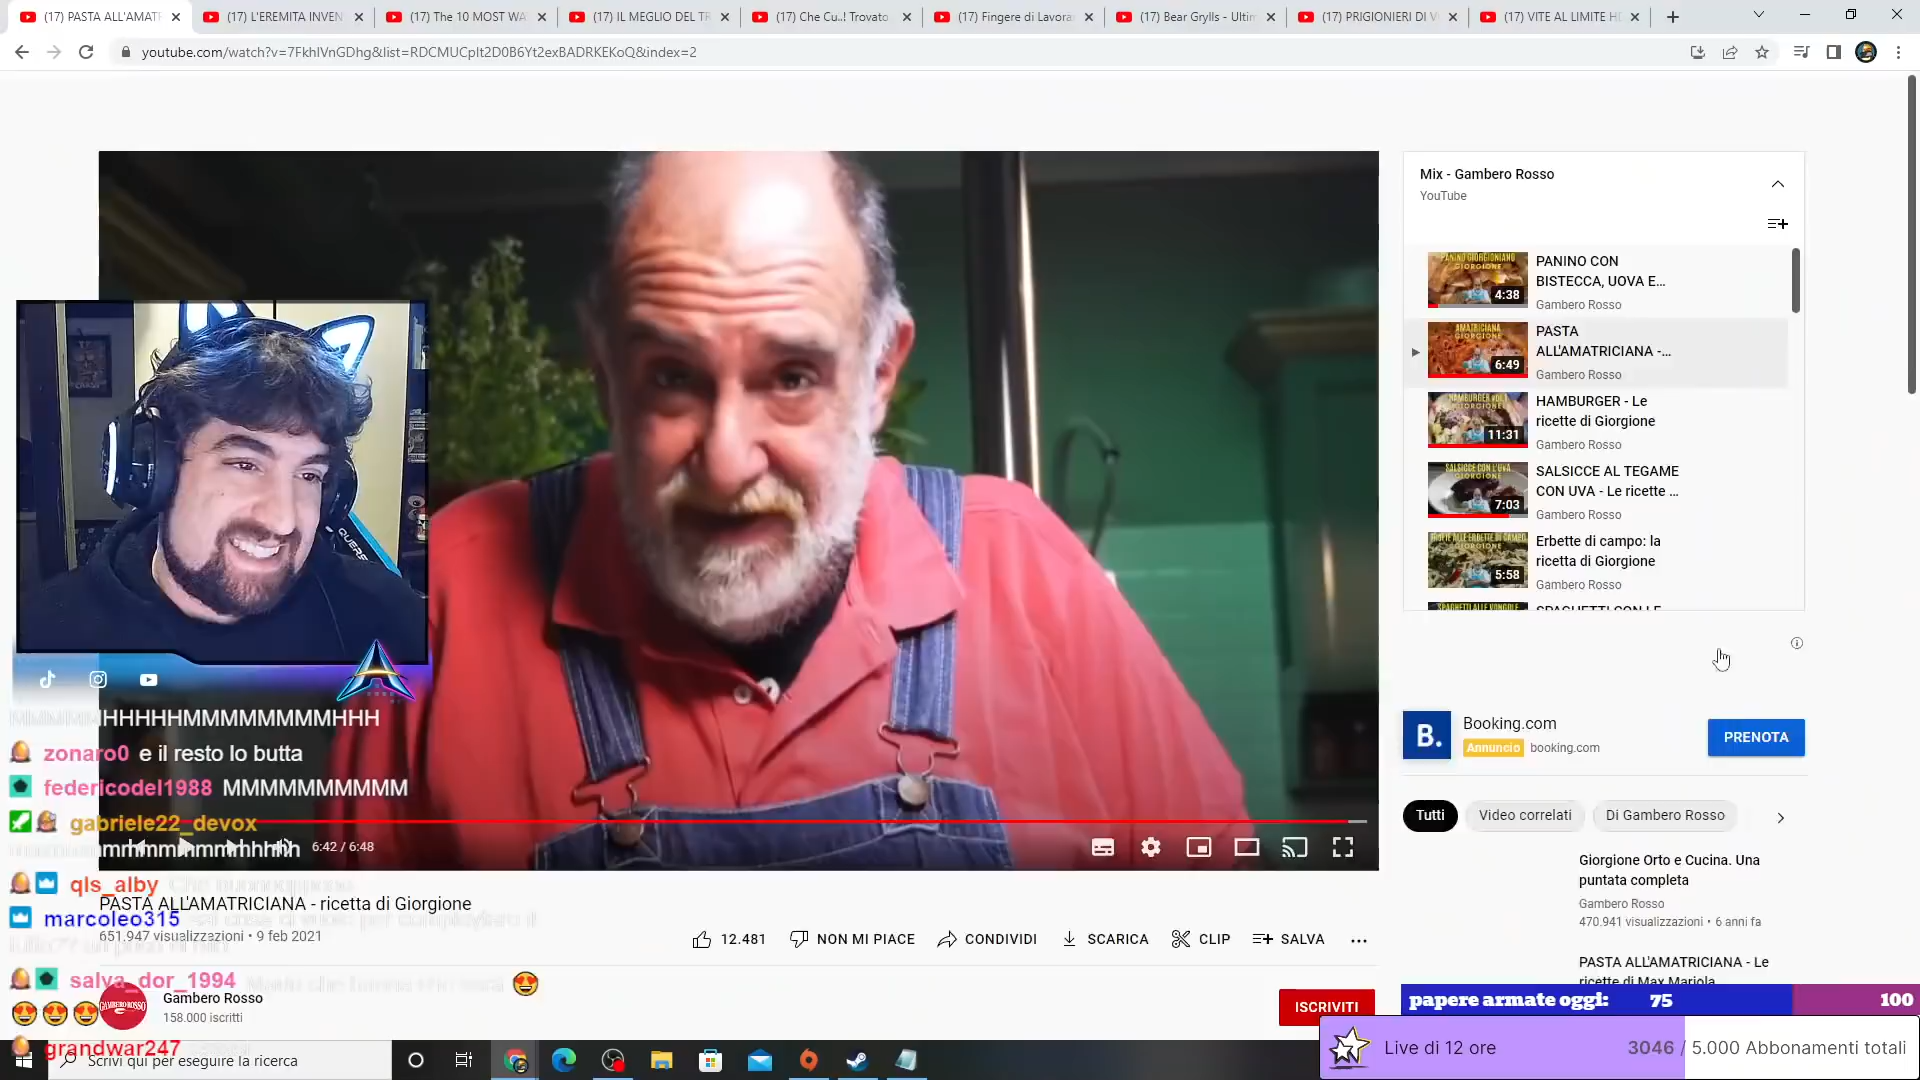 (17) PASTA ALL'AMAT
(17) L'EREMITA INVEN
(17) The 10 MOST WA
(17) IL MEGLIO DEL T
(17) Che Cu..! Trovato
(17) Fingere di Lavora
(17) Bear Grylls - Ultim
(17) PRIGIONIERI DI V
(17) VITE AL LIMITE H
youtube.com/watch?v=7FkhlVnGDhg&list=RDCMUCpIt2D0B6Yt2exBADRKEKoQ&index=2
Mix - Gambero Rosso
YouTube
PANINO CON
BISTECCA, UOVA E...
Gambero Rosso
4:38
PASTA
ALL'AMATRICIANA -...
Gambero Rosso
6:49
HAMBURGER - Le
ricette di Giorgione
Gambero Rosso
11:31
SALSICCE AL TEGAME
CON UVA - Le ricette ...
Gambero Rosso
7:03
Erbette di campo: la
ricetta di Giorgione
Gambero Rosso
5:58
Booking.com
Annuncio booking.com
PRENOTA
Tutti
Video correlati
Di Gambero Rosso
Giorgione Orto e Cucina. Una
puntata completa
Gambero Rosso
470.941 visualizzazioni • 6 anni fa
PASTA ALL'AMATRICIANA - Le
ricette di Max Mariola
zonaro0 e il resto lo butta
federicodel1988 MMMMMMMMMM
gabriele22_devox
6:42 / 6:48
qls_alby
PASTA ALL'AMATRICIANA - ricetta di Giorgione
marcoleo315
651.947 visualizzazioni • 9 feb 2021
12.481
NON MI PIACE
CONDIVIDI
SCARICA
CLIP
SALVA
salva_dor_1994
Gambero Rosso
158.000 iscritti
ISCRIVITI
grandwar247
Scrivi qui per eseguire la ricerca
papere armate oggi: 75 100
Live di 12 ore 3046 / 5.000 Abbonamenti totali